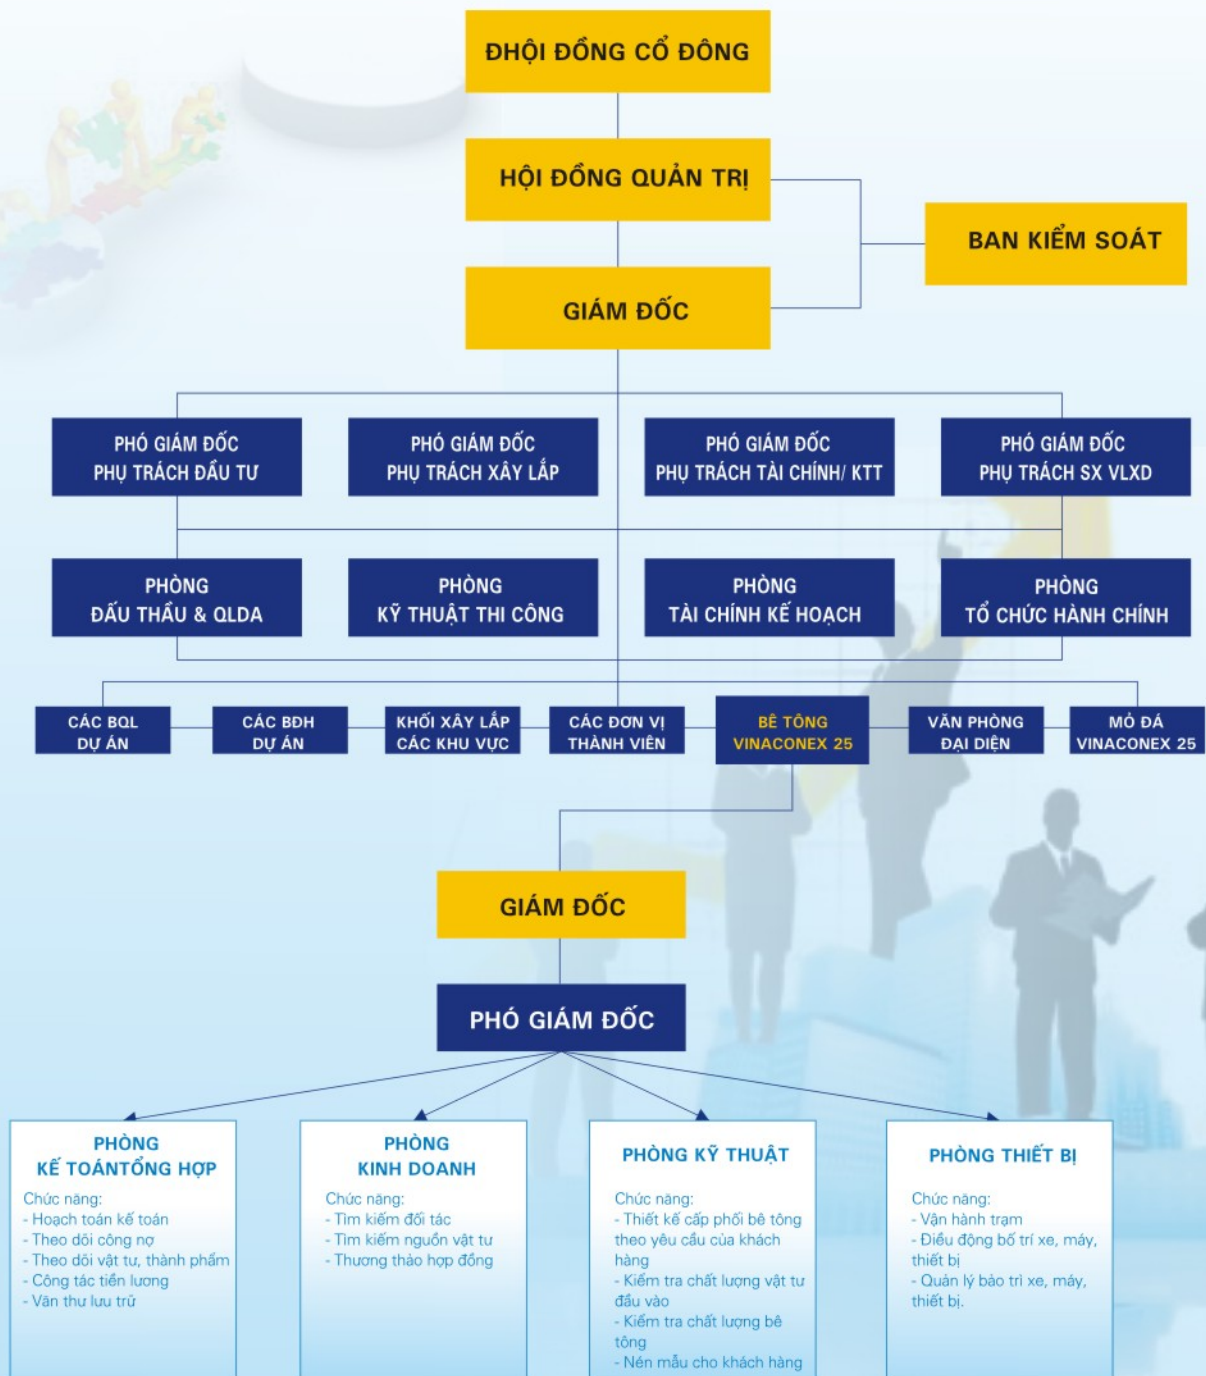 ĐHỘI ĐỒNG CỔ ĐÔNG
HỘI ĐỒNG QUẢN TRỊ
BAN KIỂM SOÁT
GIÁM ĐỐC
PHÓ GIÁM ĐỐC
PHỤ TRÁCH ĐẦU TƯ
PHÓ GIÁM ĐỐC
PHỤ TRÁCH XÂY LẮP
PHÓ GIÁM ĐỐC
PHỤ TRÁCH TÀI CHÍNH/ KTT
PHÓ GIÁM ĐỐC
PHỤ TRÁCH SX VLXD
PHÒNG
ĐẤU THẦU & QLDA
PHÒNG
KỸ THUẬT THI CÔNG
PHÒNG
TÀI CHÍNH KẾ HOẠCH
PHÒNG
TỔ CHỨC HÀNH CHÍNH
CÁC BQL
DỰ ÁN
CÁC BĐH
DỰ ÁN
KHỐI XÂY LẮP
CÁC KHU VỰC
CÁC ĐƠN VỊ
THÀNH VIÊN
BÊ TÔNG
VINACONEX 25
VĂN PHÒNG
ĐẠI DIỆN
MỎ ĐÁ
VINACONEX 25
GIÁM ĐỐC
PHÓ GIÁM ĐỐC
PHÒNG
KẾ TOÁNTỔNG HỢP
Chức năng:
- Hoạch toán kế toán
- Theo dõi công nợ
- Theo dõi vật tư, thành phẩm
- Công tác tiền lương
- Văn thư lưu trữ
PHÒNG
KINH DOANH
Chức năng:
- Tìm kiếm đối tác
- Tìm kiếm nguồn vật tư
- Thương thảo hợp đồng
PHÒNG KỸ THUẬT
Chức năng:
- Thiết kế cấp phối bê tông
theo yêu cầu của khách
hàng
- Kiểm tra chất lượng vật tư
đầu vào
- Kiểm tra chất lượng bê
tông
- Nén mẫu cho khách hàng
PHÒNG THIẾT BỊ
Chức năng:
- Vận hành trạm
- Điều động bố trí xe, máy,
thiết bị
- Quản lý bảo trì xe, máy,
thiết bị.